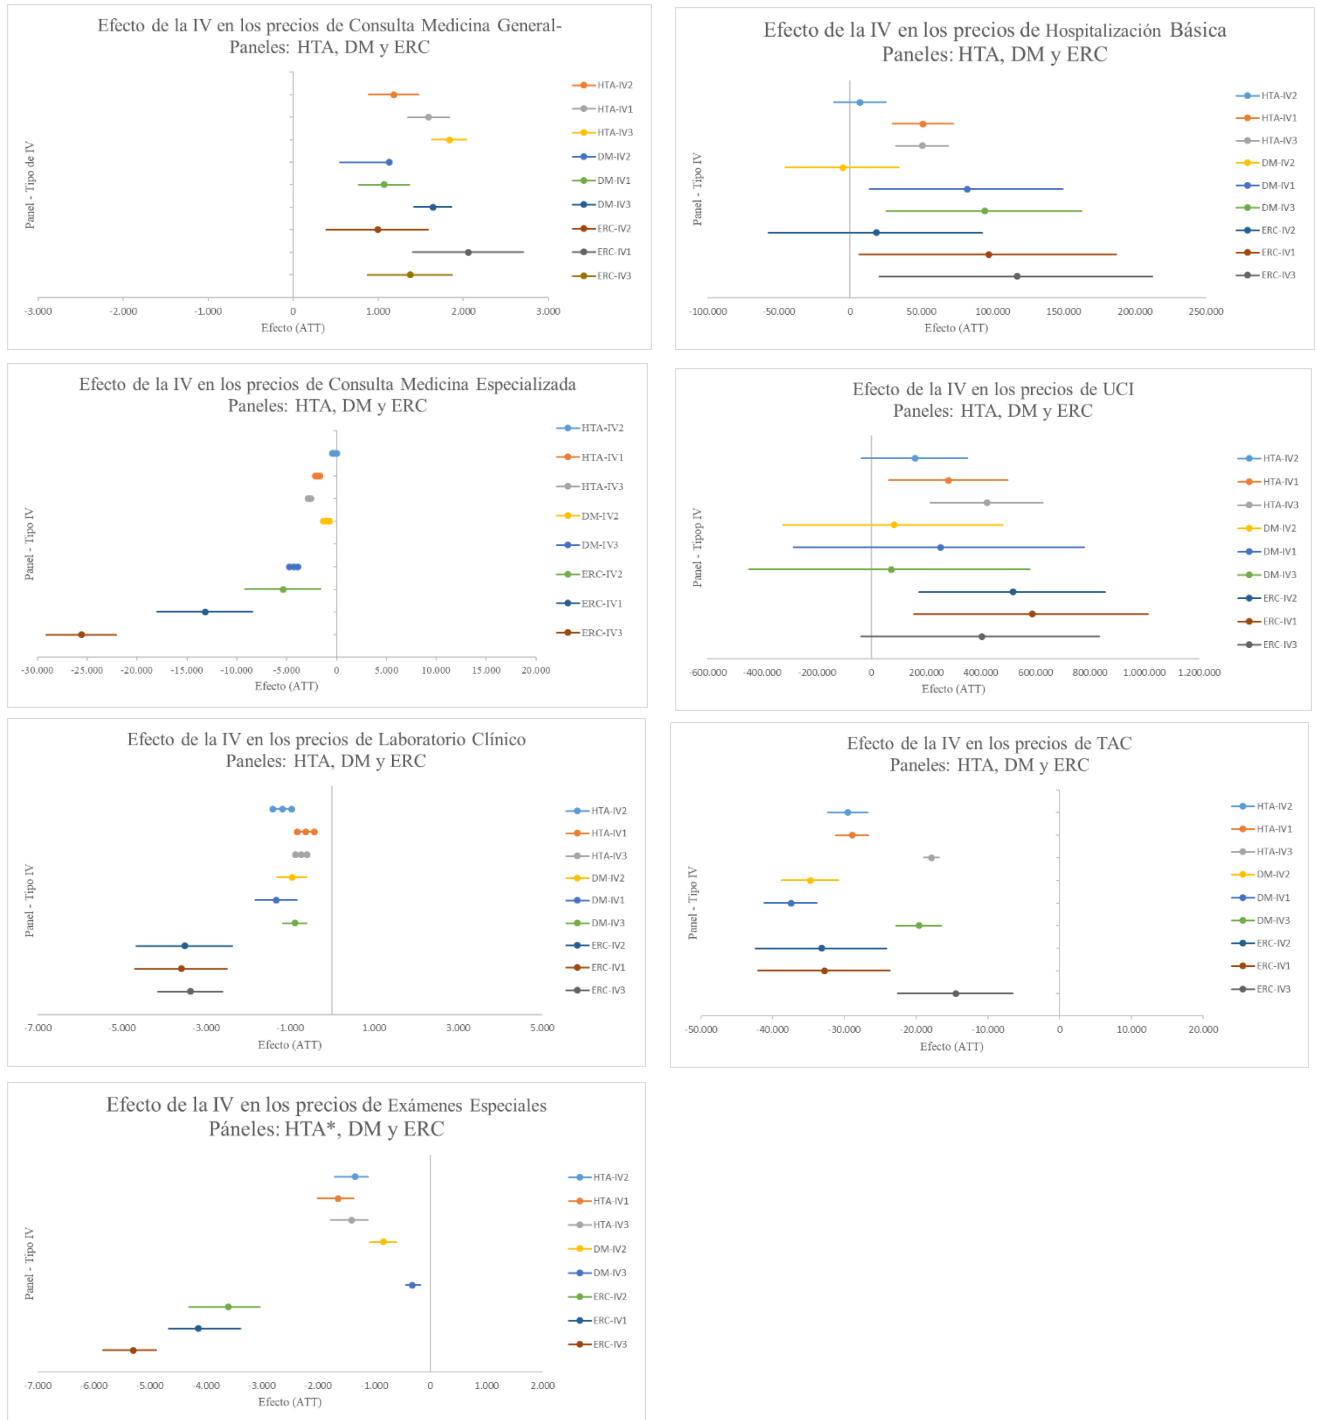 Efecto de la IV en los precios de Consulta Medicina General-
Paneles: HTA, DM y ERC
Panel - Tipo de IV
HTA-IV2
HTA-IV1
HTA-IV3
DM-IV2
DM-IV1
DM-IV3
ERC-IV2
ERC-IV1
ERC-IV3
-3.000 -2.000 -1.000 0 1.000 2.000 3.000
Efecto (ATT)
Efecto de la IV en los precios de Hospitalización Básica
Paneles: HTA, DM y ERC
Panel - Tipo IV
HTA-IV2
HTA-IV1
HTA-IV3
DM-IV2
DM-IV1
DM-IV3
ERC-IV2
ERC-IV1
ERC-IV3
-100.000 -50.000 0 50.000 100.000 150.000 200.000 250.000
Efecto (ATT)
Efecto de la IV en los precios de Consulta Medicina Especializada
Paneles: HTA, DM y ERC
Panel - Tipo IV
HTA-IV2
HTA-IV1
HTA-IV3
DM-IV2
DM-IV3
ERC-IV2
ERC-IV1
ERC-IV3
-30.000 -25.000 -20.000 -15.000 -10.000 -5.000 0 5.000 10.000 15.000 20.000
Efecto (ATT)
Efecto de la IV en los precios de UCI
Paneles: HTA, DM y ERC
Panel - Tipop IV
HTA-IV2
HTA-IV1
HTA-IV3
DM-IV2
DM-IV1
DM-IV3
ERC-IV2
ERC-IV1
ERC-IV3
-600.000 -400.000 -200.000 0 200.000 400.000 600.000 800.000 1.000.000 1.200.000
Efecto (ATT)
Efecto de la IV en los precios de Laboratorio Clínico
Paneles: HTA, DM y ERC
Panel - Tipo IV
HTA-IV2
HTA-IV1
HTA-IV3
DM-IV2
DM-IV1
DM-IV3
ERC-IV2
ERC-IV1
ERC-IV3
-7.000 -5.000 -3.000 -1.000 1.000 3.000 5.000
Efecto (ATT)
Efecto de la IV en los precios de TAC
Paneles: HTA, DM y ERC
Panel - Tipo IV
HTA-IV2
HTA-IV1
HTA-IV3
DM-IV2
DM-IV1
DM-IV3
ERC-IV2
ERC-IV1
ERC-IV3
-50.000 -40.000 -30.000 -20.000 -10.000 0 10.000 20.000
Efecto (ATT)
Efecto de la IV en los precios de Exámenes Especiales
Páneles: HTA*, DM y ERC
Panel - Tipo IV
HTA-IV2
HTA-IV1
HTA-IV3
DM-IV2
DM-IV3
ERC-IV2
ERC-IV1
ERC-IV3
-7.000 -6.000 -5.000 -4.000 -3.000 -2.000 -1.000 0 1.000 2.000
Efecto (ATT)